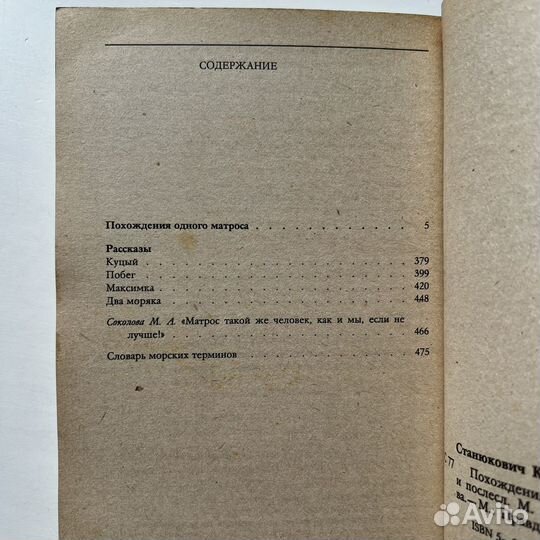 СОДЕРЖАНИЕ
Похождения одного матроса . . . . . . . . . . . . 5
Рассказы
Куцый . . . . . . . . . . . . . . . . . 379
Побег . . . . . . . . . . . . . . . . . 399
Максимка . . . . . . . . . . . . . . . . 420
Два моряка . . . . . . . . . . . . . . . 448
Соколова М. А. «Матрос такой же человек, как и мы, если не
лучше!» . . . . . . . . . . . . . . . . 466
Словарь морских терминов . . . . . . . . . . . . 475
Станюкович К
77
Похождени
и послесл. М.
ва.—М.
ISBN 5
Avito